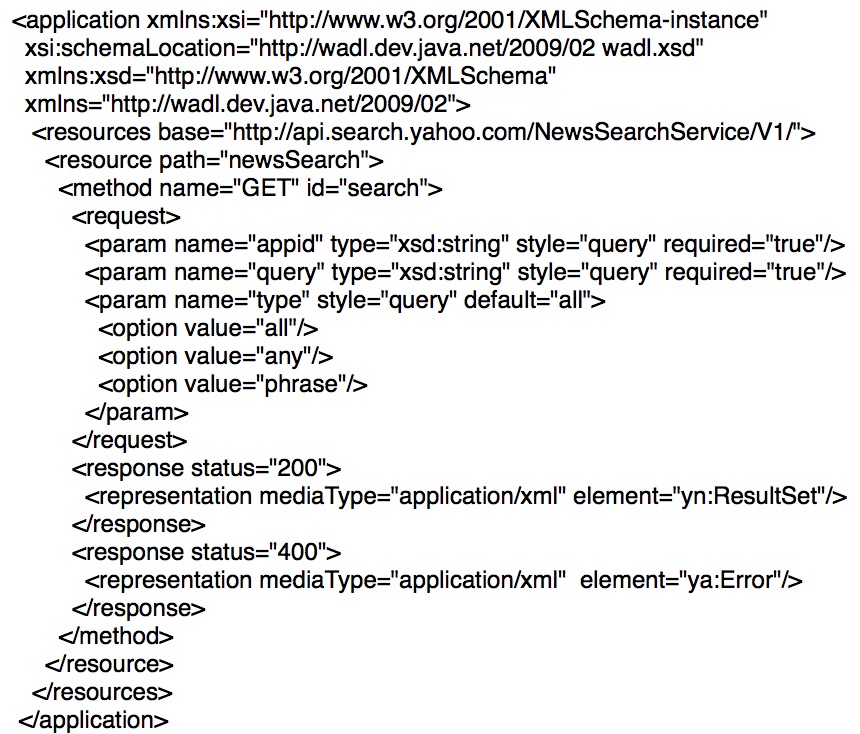 <application xmlns:xsi="http://www.w3.org/2001/XMLSchema-instance"
xsi:schemaLocation="http://wadl.dev.java.net/2009/02 wadl.xsd"
xmlns:xsd="http://www.w3.org/2001/XMLSchema"
xmlns="http://wadl.dev.java.net/2009/02">
<resources base="http://api.search.yahoo.com/NewsSearchService/V1/">
<resource path="newsSearch">
<method name="GET" id="search">
<request>
<param name="appid" type="xsd:string" style="query" required="true"/>
<param name="query" type="xsd:string" style="query" required="true"/>
<param name="type" style="query" default="all">
<option value="all"/>
<option value="any"/>
<option value="phrase"/>
</param>
</request>
<response status="200">
<representation mediaType="application/xml" element="yn:ResultSet"/>
</response>
<response status="400">
<representation mediaType="application/xml"  element="ya:Error"/>
</response>
</method>
</resource>
</resources>
</application>